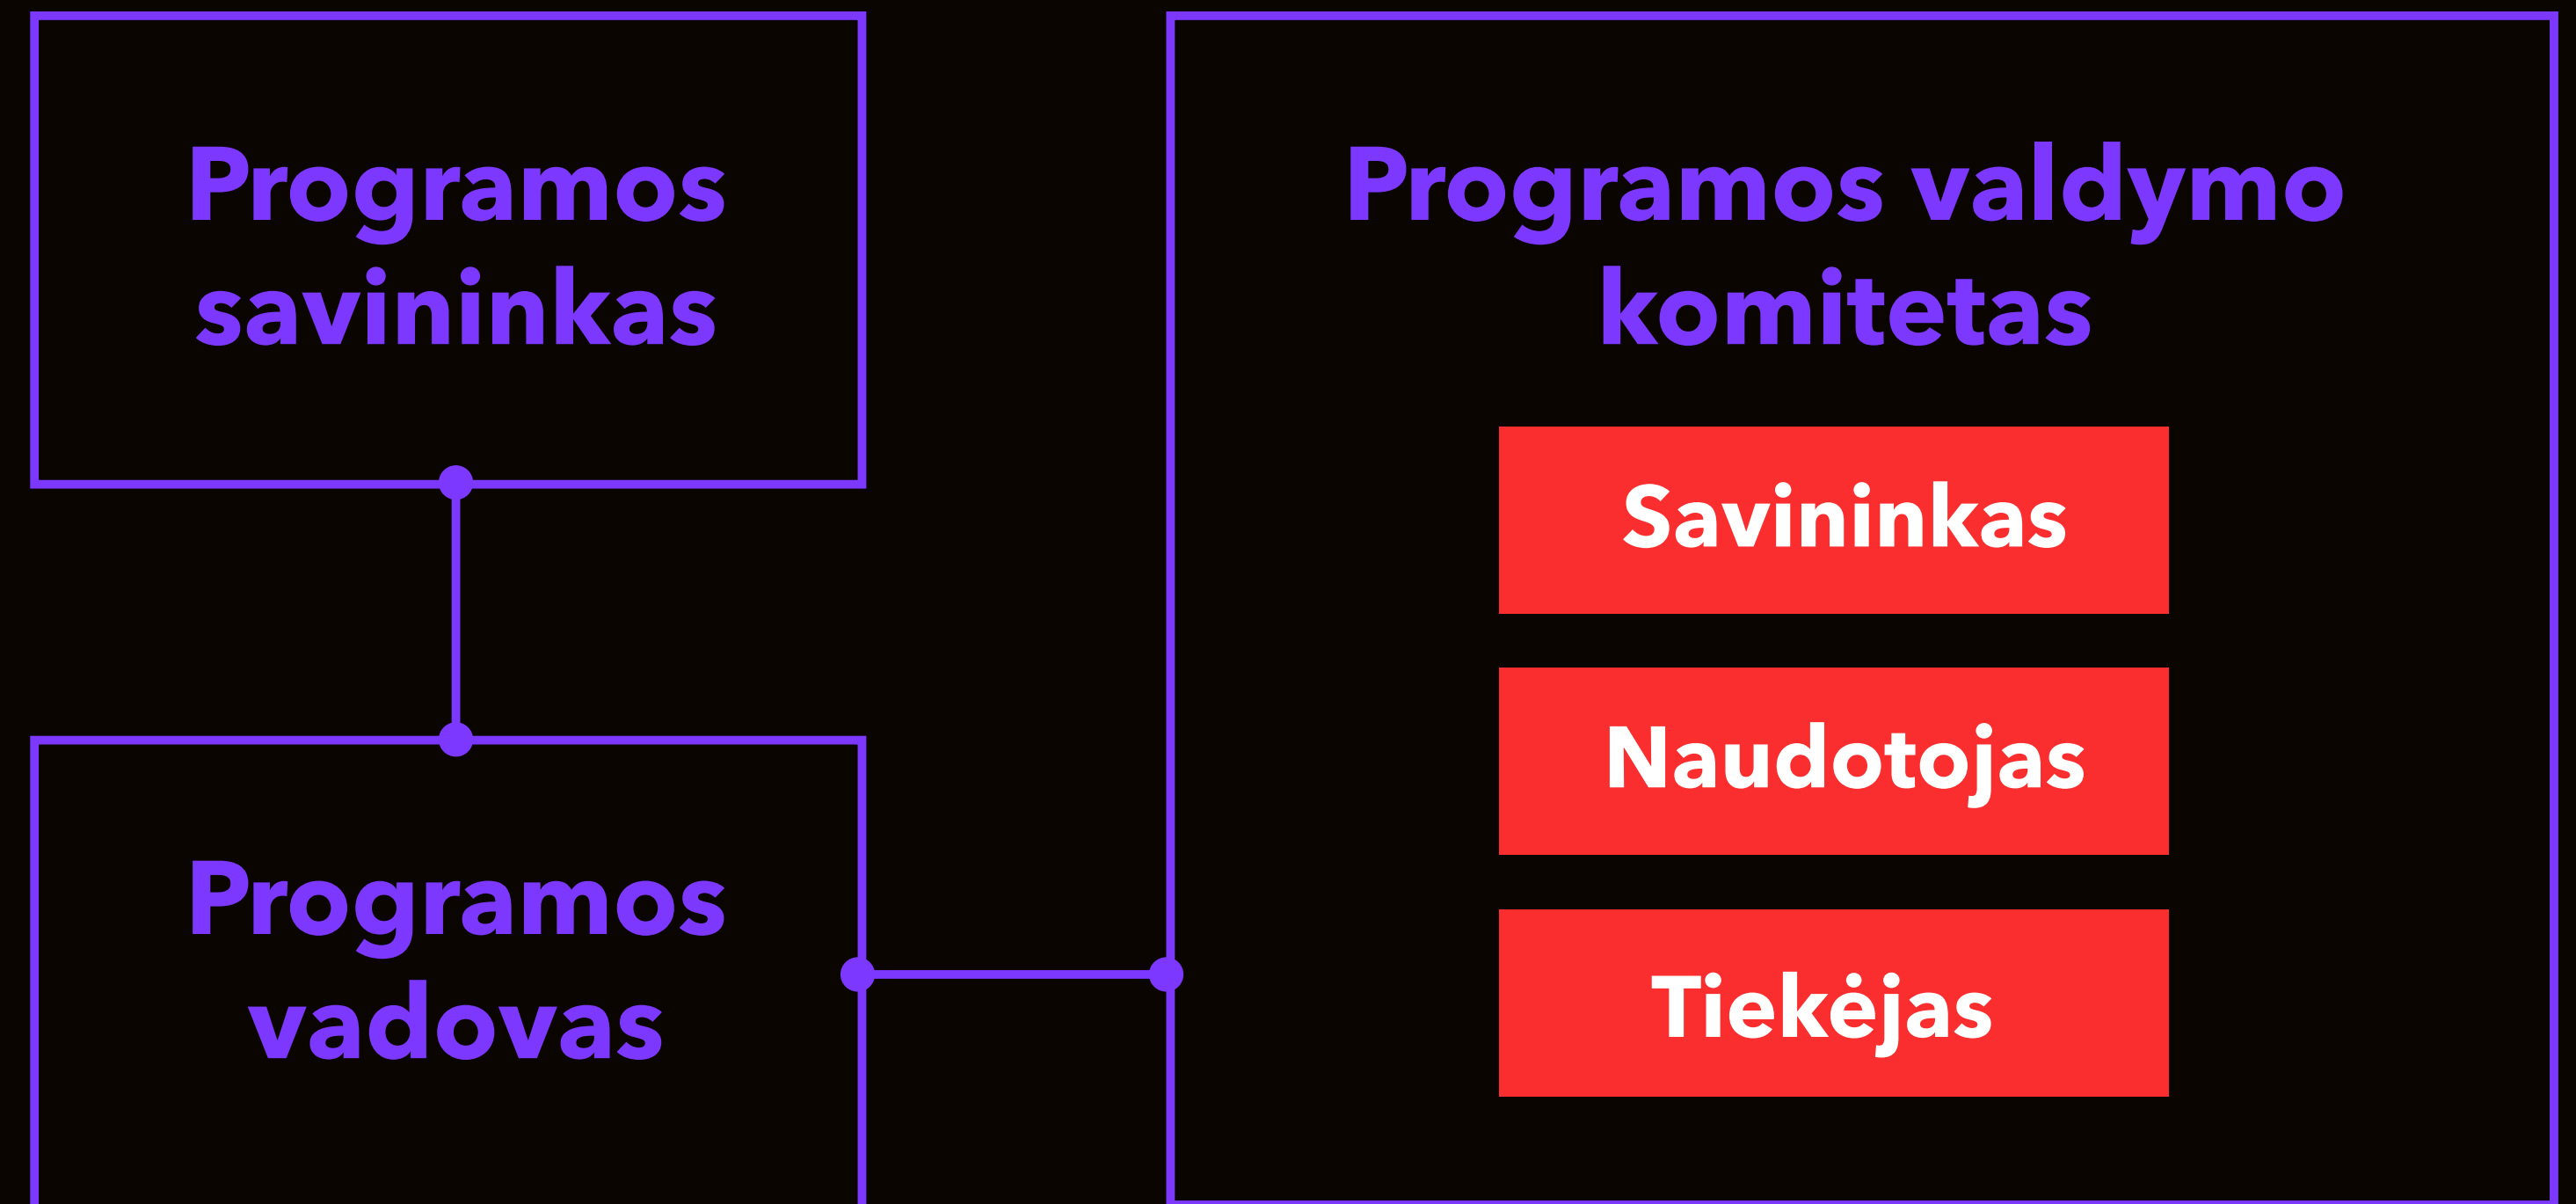 Programos
savininkas
Programos
vadovas
Programos valdymo
komitetas
Savininkas
Naudotojas
Tiekėjas